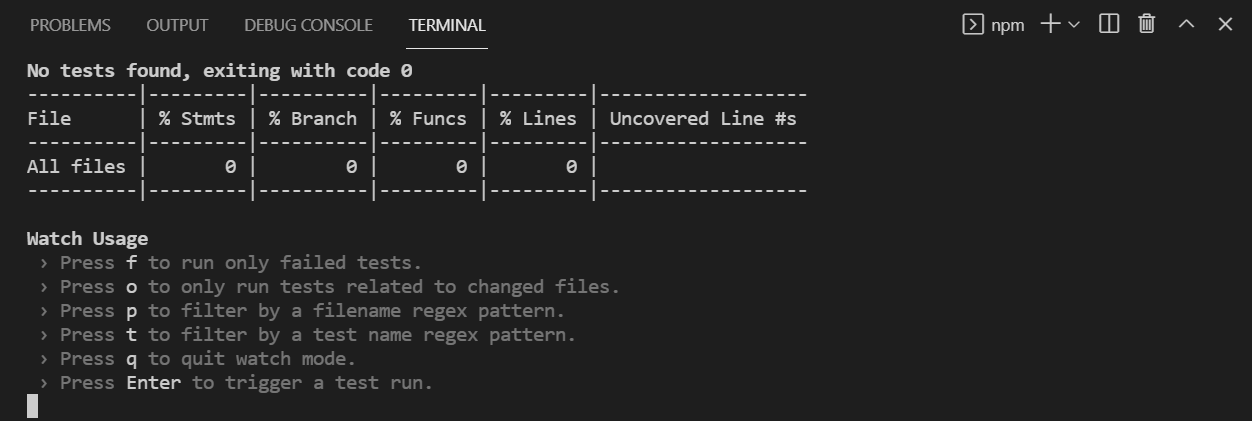 PROBLEMS OUTPUT DEBUG CONSOLE TERMINAL npm
No tests found, exiting with code 0
----------|---------|----------|---------|---------|-------------------
File      | % Stmts | % Branch | % Funcs | % Lines | Uncovered Line #s
----------|---------|----------|---------|---------|-------------------
All files |       0 |        0 |       0 |       0 |
----------|---------|----------|---------|---------|-------------------
Watch Usage
› Press f to run only failed tests.
› Press o to only run tests related to changed files.
› Press p to filter by a filename regex pattern.
› Press t to filter by a test name regex pattern.
› Press q to quit watch mode.
› Press Enter to trigger a test run.